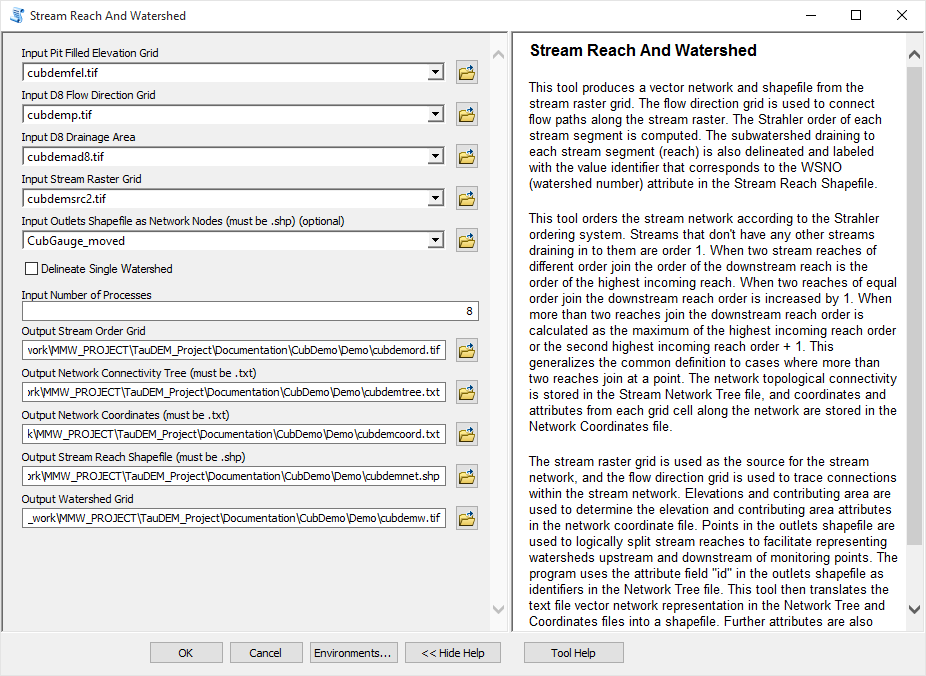 Stream Reach And Watershed
Input Pit Filled Elevation Grid
cubdemfel.tif
Input D8 Flow Direction Grid
cubdemp.tif
Input D8 Drainage Area
cubdemad8.tif
Input Stream Raster Grid
cubdemsrc2.tif
Input Outlets Shapefile as Network Nodes (must be .shp) (optional)
CubGauge_moved
Delineate Single Watershed
Input Number of Processes
8
Output Stream Order Grid
work\MMW_PROJECT\TauDEM_Project\Documentation\CubDemo\Demo\cubdemord.tif
Output Network Connectivity Tree (must be .txt)
rk\MMW_PROJECT\TauDEM_Project\Documentation\CubDemo\Demo\cubdemtree.txt
Output Network Coordinates (must be .txt)
k\MMW_PROJECT\TauDEM_Project\Documentation\CubDemo\Demo\cubdemcoord.txt
Output Stream Reach Shapefile (must be .shp)
rk\MMW_PROJECT\TauDEM_Project\Documentation\CubDemo\Demo\cubdemnet.shp
Output Watershed Grid
_work\MMW_PROJECT\TauDEM_Project\Documentation\CubDemo\Demo\cubdemw.tif
Stream Reach And Watershed
This tool produces a vector network and shapefile from the
stream raster grid. The flow direction grid is used to connect
flow paths along the stream raster. The Strahler order of each
stream segment is computed. The subwatershed draining to
each stream segment (reach) is also delineated and labeled
with the value identifier that corresponds to the WSNO
(watershed number) attribute in the Stream Reach Shapefile.
This tool orders the stream network according to the Strahler
ordering system. Streams that don't have any other streams
draining in to them are order 1. When two stream reaches of
different order join the order of the downstream reach is the
order of the highest incoming reach. When two reaches of equal
order join the downstream reach order is increased by 1. When
more than two reaches join the downstream reach order is
calculated as the maximum of the highest incoming reach order
or the second highest incoming reach order + 1. This
generalizes the common definition to cases where more than
two reaches join at a point. The network topological connectivity
is stored in the Stream Network Tree file, and coordinates and
attributes from each grid cell along the network are stored in the
Network Coordinates file.
The stream raster grid is used as the source for the stream
network, and the flow direction grid is used to trace connections
within the stream network. Elevations and contributing area are
used to determine the elevation and contributing area attributes
in the network coordinate file. Points in the outlets shapefile are
used to logically split stream reaches to facilitate representing
watersheds upstream and downstream of monitoring points. The
program uses the attribute field "id" in the outlets shapefile as
identifiers in the Network Tree file. This tool then translates the
text file vector network representation in the Network Tree and
Coordinates files into a shapefile. Further attributes are also
OK
Cancel
Environments...
<< Hide Help
Tool Help